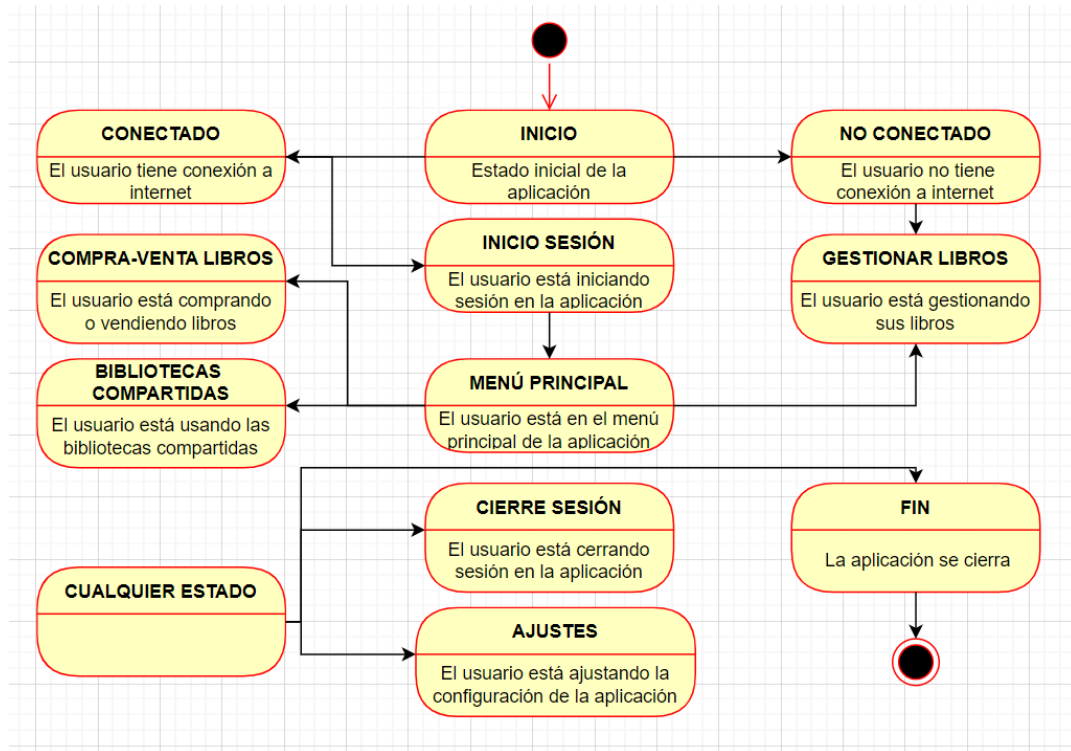 CONECTADO
El usuario tiene conexión a
internet
INICIO
Estado inicial de la
aplicación
NO CONECTADO
El usuario no tiene
conexión a internet
COMPRA-VENTA LIBROS
El usuario está comprando
o vendiendo libros
INICIO SESIÓN
El usuario está iniciando
sesión en la aplicación
GESTIONAR LIBROS
El usuario está gestionando
sus libros
BIBLIOTECAS
COMPARTIDAS
El usuario está usando las
bibliotecas compartidas
MENÚ PRINCIPAL
El usuario está en el menú
principal de la aplicación
CIERRE SESIÓN
El usuario está cerrando
sesión en la aplicación
FIN
La aplicación se cierra
CUALQUIER ESTADO
AJUSTES
El usuario está ajustando la
configuración de la aplicación